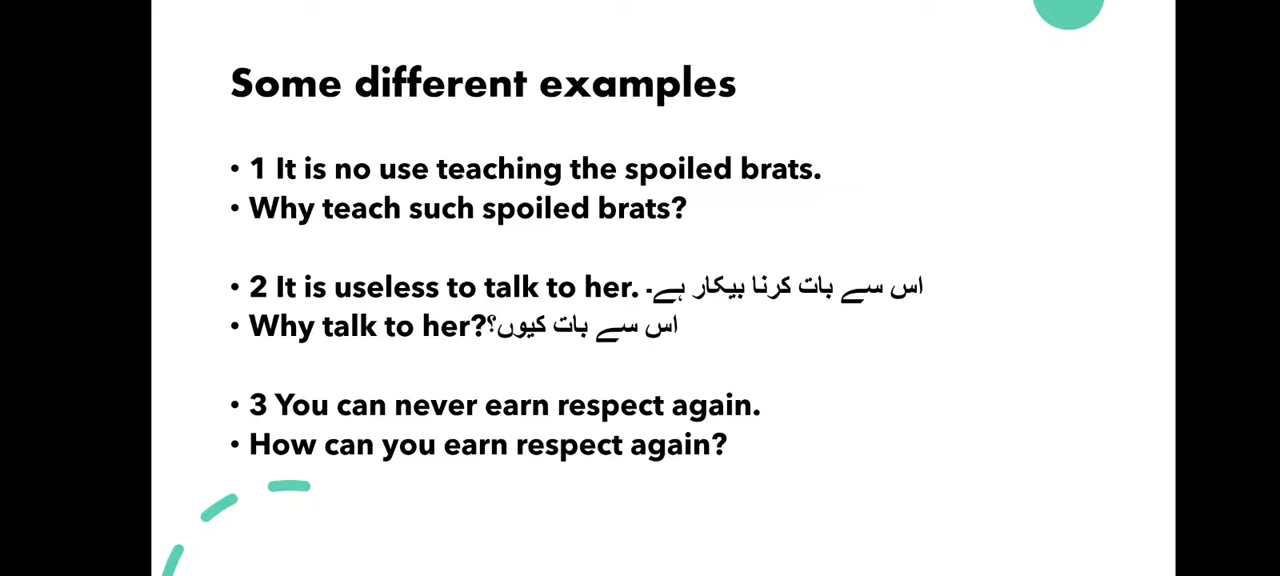 Some different examples
• 1 It is no use teaching the spoiled brats.
• Why teach such spoiled brats?
• 2 It is useless to talk to her. اس سے بات کرنا بیکار ہے۔
• Why talk to her? اس سے بات کیوں؟
• 3 You can never earn respect again.
• How can you earn respect again?